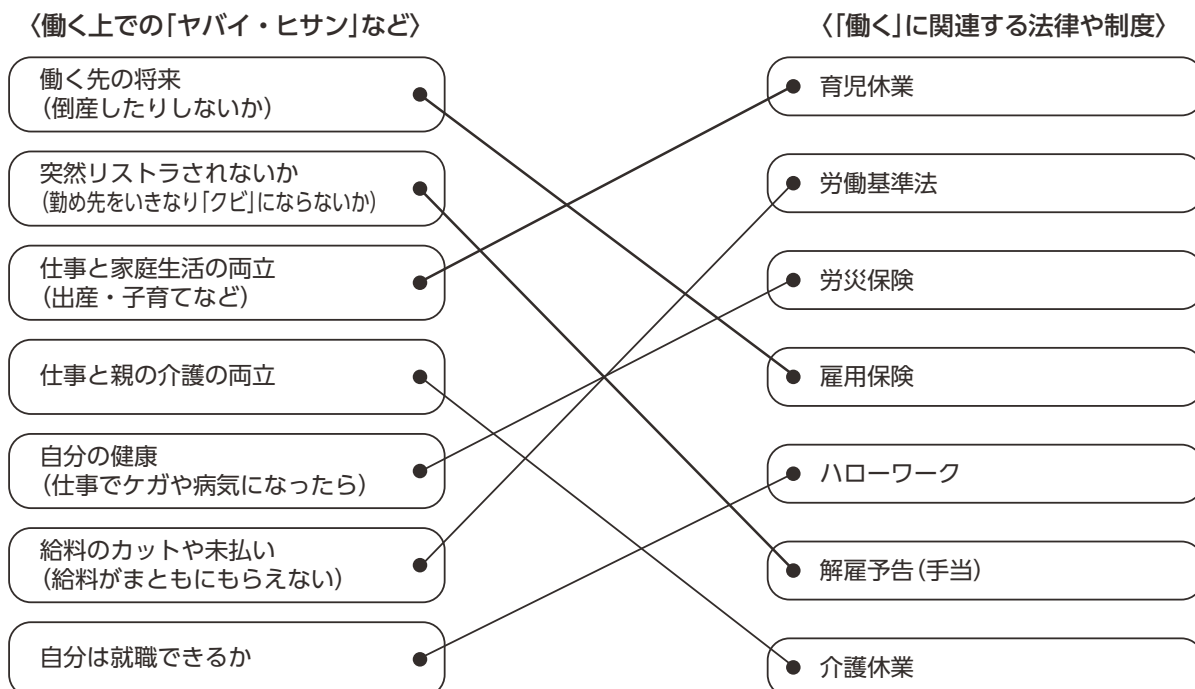 〈働く上での「ヤバイ・ヒサン」など〉
働く先の将来
(倒産したりしないか)
突然リストラされないか
(勤め先をいきなり「クビ」にならないか)
仕事と家庭生活の両立
(出産・子育てなど)
仕事と親の介護の両立
自分の健康
(仕事でケガや病気になったら)
給料のカットや未払い
(給料がまともにもらえない)
自分は就職できるか
〈「働く」に関連する法律や制度〉
育児休業
労働基準法
労災保険
雇用保険
ハローワーク
解雇予告(手当)
介護休業